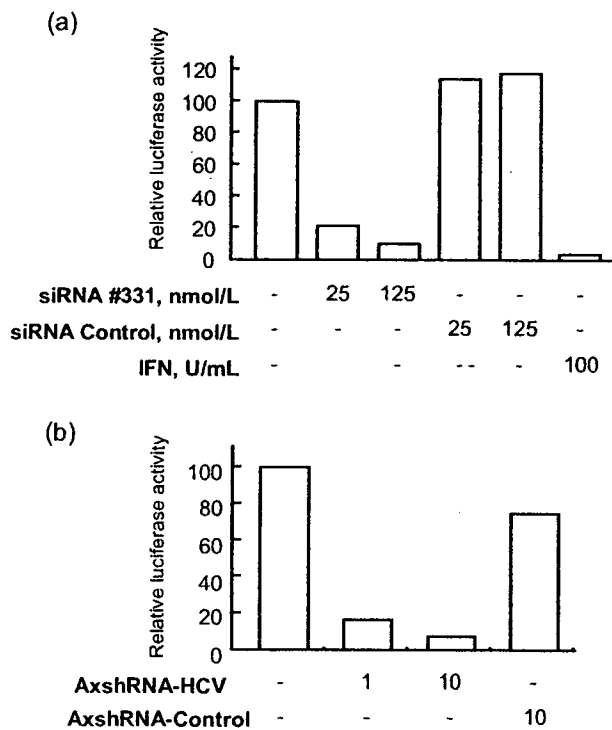 (a)
Relative luciferase activity
120
100
80
60
40
20
0
siRNA #331, nmol/L - 25 125 - - -
siRNA Control, nmol/L - - - 25 125 -
IFN, U/mL - - -- - 100
(b)
Relative luciferase activity
100
80
60
40
20
0
AxshRNA-HCV - 1 10 -
AxshRNA-Control - - - 10